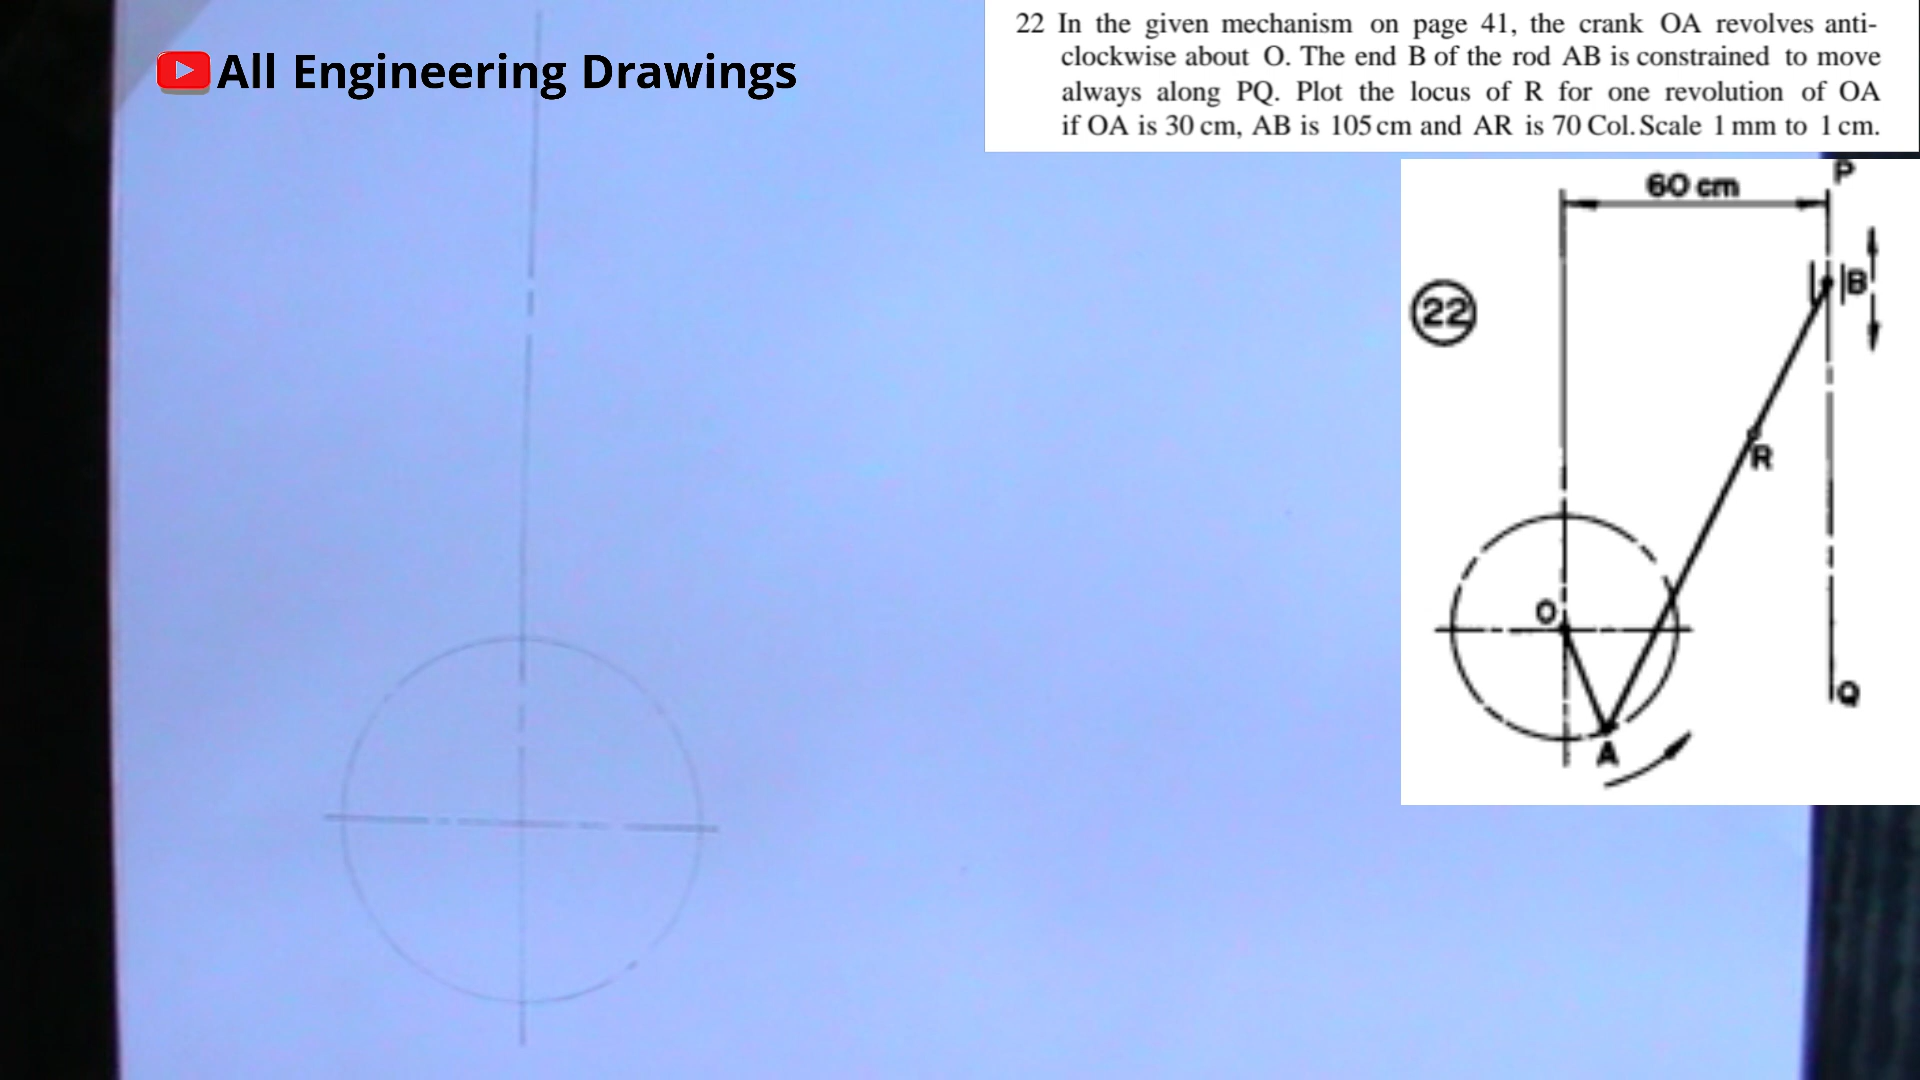 All Engineering Drawings
22 In the given mechanism on page 41, the crank OA revolves anti-
clockwise about O. The end B of the rod AB is constrained to move
always along PQ. Plot the locus of R for one revolution of OA
if OA is 30 cm, AB is 105 cm and AR is 70 Col. Scale 1 mm to 1 cm.
P
60 cm
B
22
R
O
Q
A